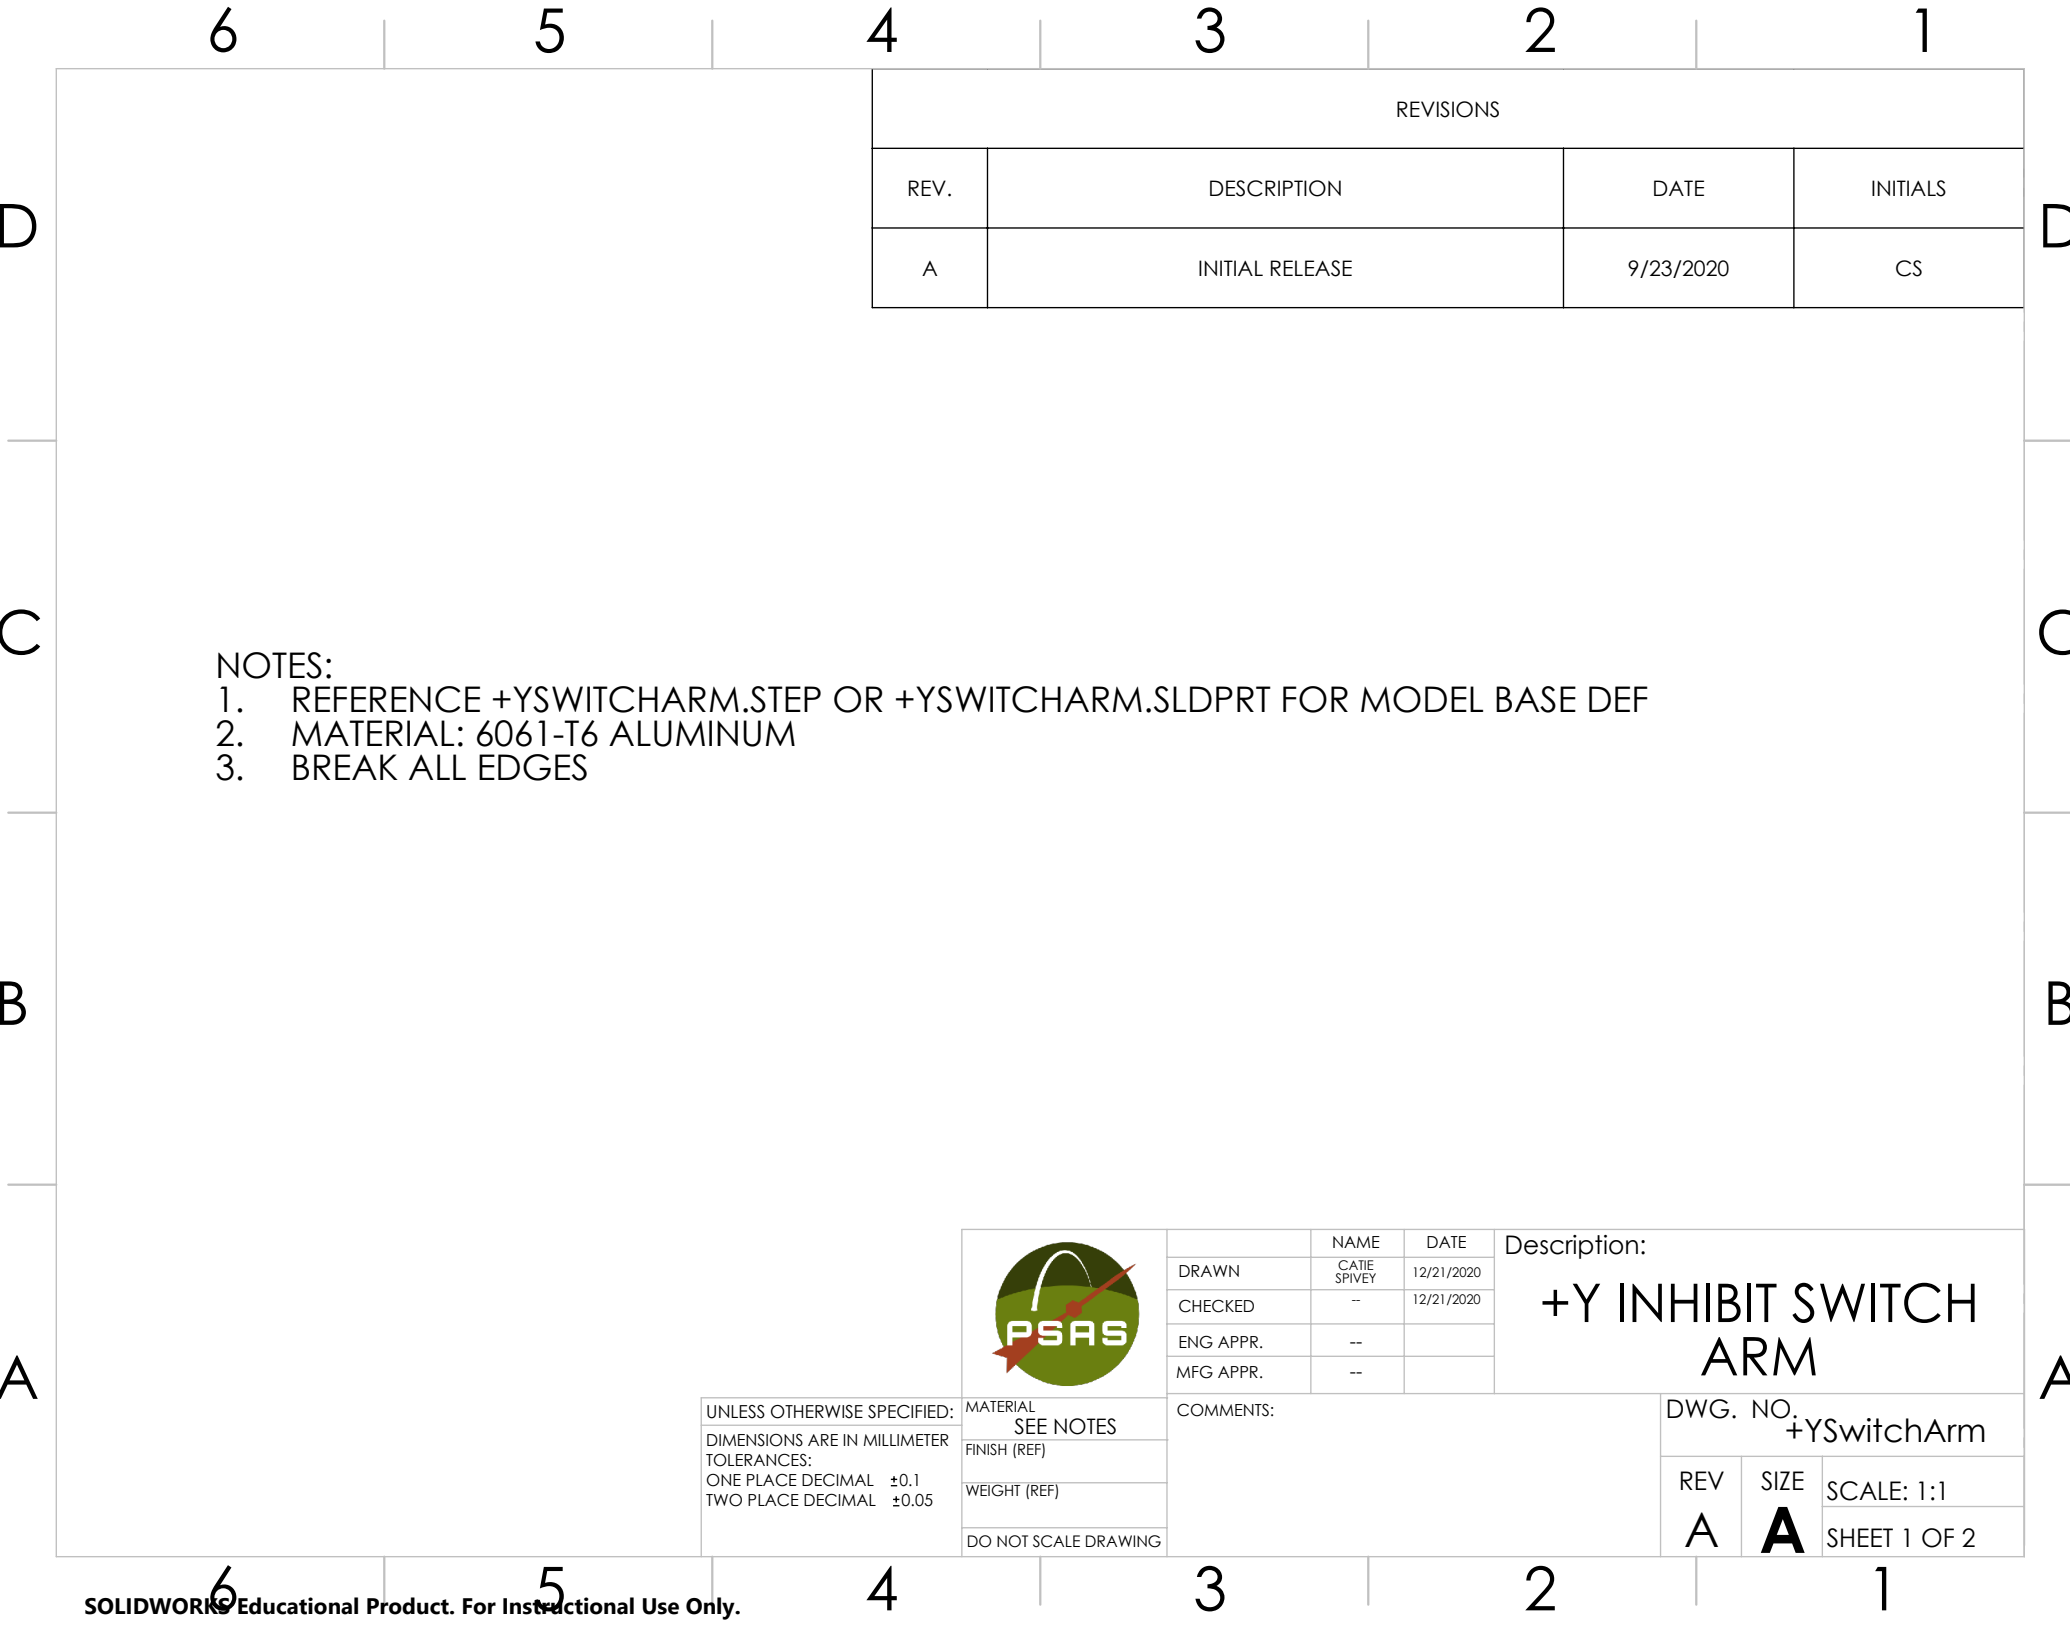 6 5 4 3 2 1
REVISIONS
REV. DESCRIPTION DATE INITIALS
A INITIAL RELEASE 9/23/2020 CS
D D
C C
NOTES:
1. REFERENCE +YSWITCHARM.STEP OR +YSWITCHARM.SLDPRT FOR MODEL BASE DEF
2. MATERIAL: 6061-T6 ALUMINUM
3. BREAK ALL EDGES
B B
A A
PSAS
NAME DATE
DRAWN CATIE SPIVEY 12/21/2020
CHECKED -- 12/21/2020
ENG APPR. --
MFG APPR. --
Description:
+Y INHIBIT SWITCH
ARM
UNLESS OTHERWISE SPECIFIED:
DIMENSIONS ARE IN MILLIMETER
TOLERANCES:
ONE PLACE DECIMAL ±0.1
TWO PLACE DECIMAL ±0.05
MATERIAL
SEE NOTES
FINISH (REF)
WEIGHT (REF)
DO NOT SCALE DRAWING
COMMENTS:
DWG. NO.
+YSwitchArm
REV SIZE
A A
SCALE: 1:1
SHEET 1 OF 2
6 5 4 3 2 1
SOLIDWORKS Educational Product. For Instructional Use Only.